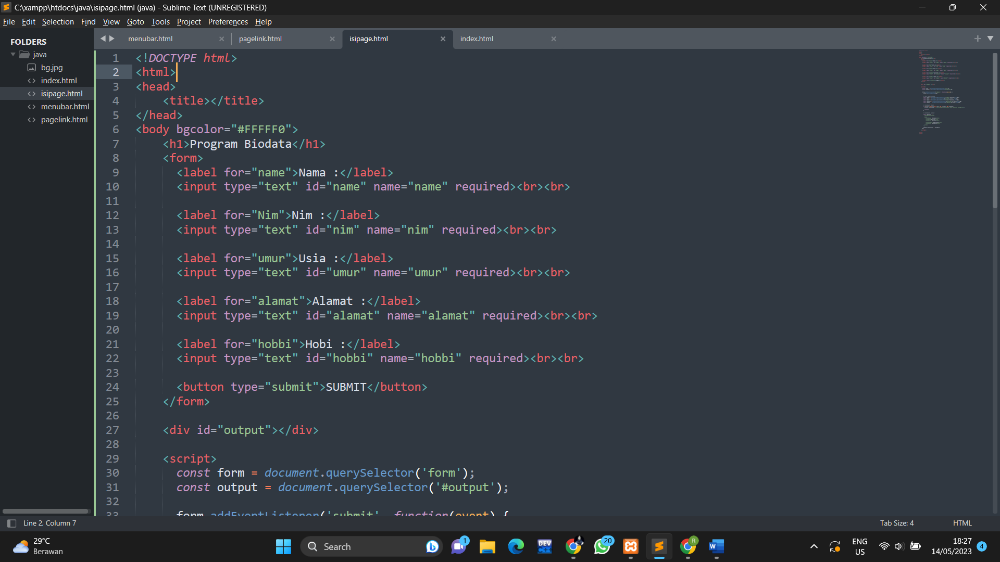 C:\xampp\htdocs\java\isipage.html (java) - Sublime Text (UNREGISTERED)
File Edit Selection Find View Goto Tools Project Preferences Help
FOLDERS
java
bg.jpg
index.html
isipage.html
menubar.html
pagelink.html
menubar.html × pagelink.html × isipage.html × index.html ×
1 <!DOCTYPE html>
2 <html>
3 <head>
4     <title></title>
5 </head>
6 <body bgcolor="#FFFFF0">
7     <h1>Program Biodata</h1>
8     <form>
9       <label for="name">Nama :</label>
10       <input type="text" id="name" name="name" required><br><br>
11
12       <label for="Nim">Nim :</label>
13       <input type="text" id="nim" name="nim" required><br><br>
14
15       <label for="umur">Usia :</label>
16       <input type="text" id="umur" name="umur" required><br><br>
17
18       <label for="alamat">Alamat :</label>
19       <input type="text" id="alamat" name="alamat" required><br><br>
20
21       <label for="hobbi">Hobi :</label>
22       <input type="text" id="hobbi" name="hobbi" required><br><br>
23
24       <button type="submit">SUBMIT</button>
25     </form>
26
27     <div id="output"></div>
28
29     <script>
30       const form = document.querySelector('form');
31       const output = document.querySelector('#output');
32
33       form.addEventListener('submit', function(event) {
Line 2, Column 7
Tab Size: 4 HTML
29°C
Berawan
Search
1
DEV
C++
20
R
W
ENG
US
18:27
14/05/2023
4